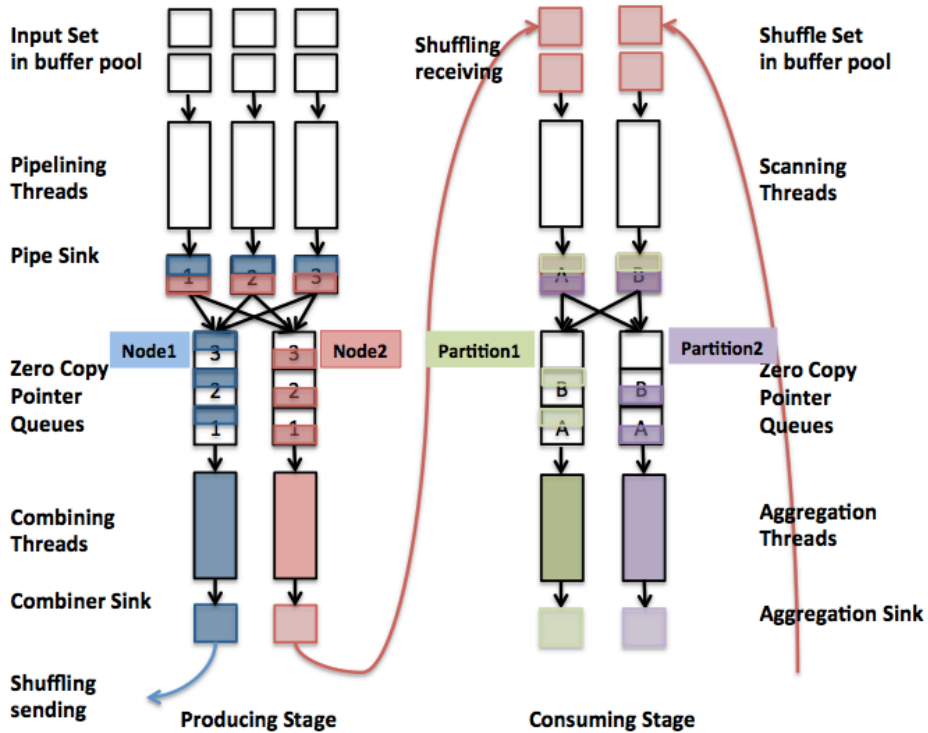 Input Set
in buffer pool
Shuffling
receiving
Shuffle Set
in buffer pool
Pipelining
Threads
Scanning
Threads
Pipe Sink
1 2 3
A B
Node1
Node2
Partition1
Partition2
3 3
Zero Copy
Pointer
Queues
2 2
1 1
B B
A A
Zero Copy
Pointer
Queues
Combining
Threads
Aggregation
Threads
Combiner Sink
Aggregation Sink
Shuffling
sending
Producing Stage
Consuming Stage